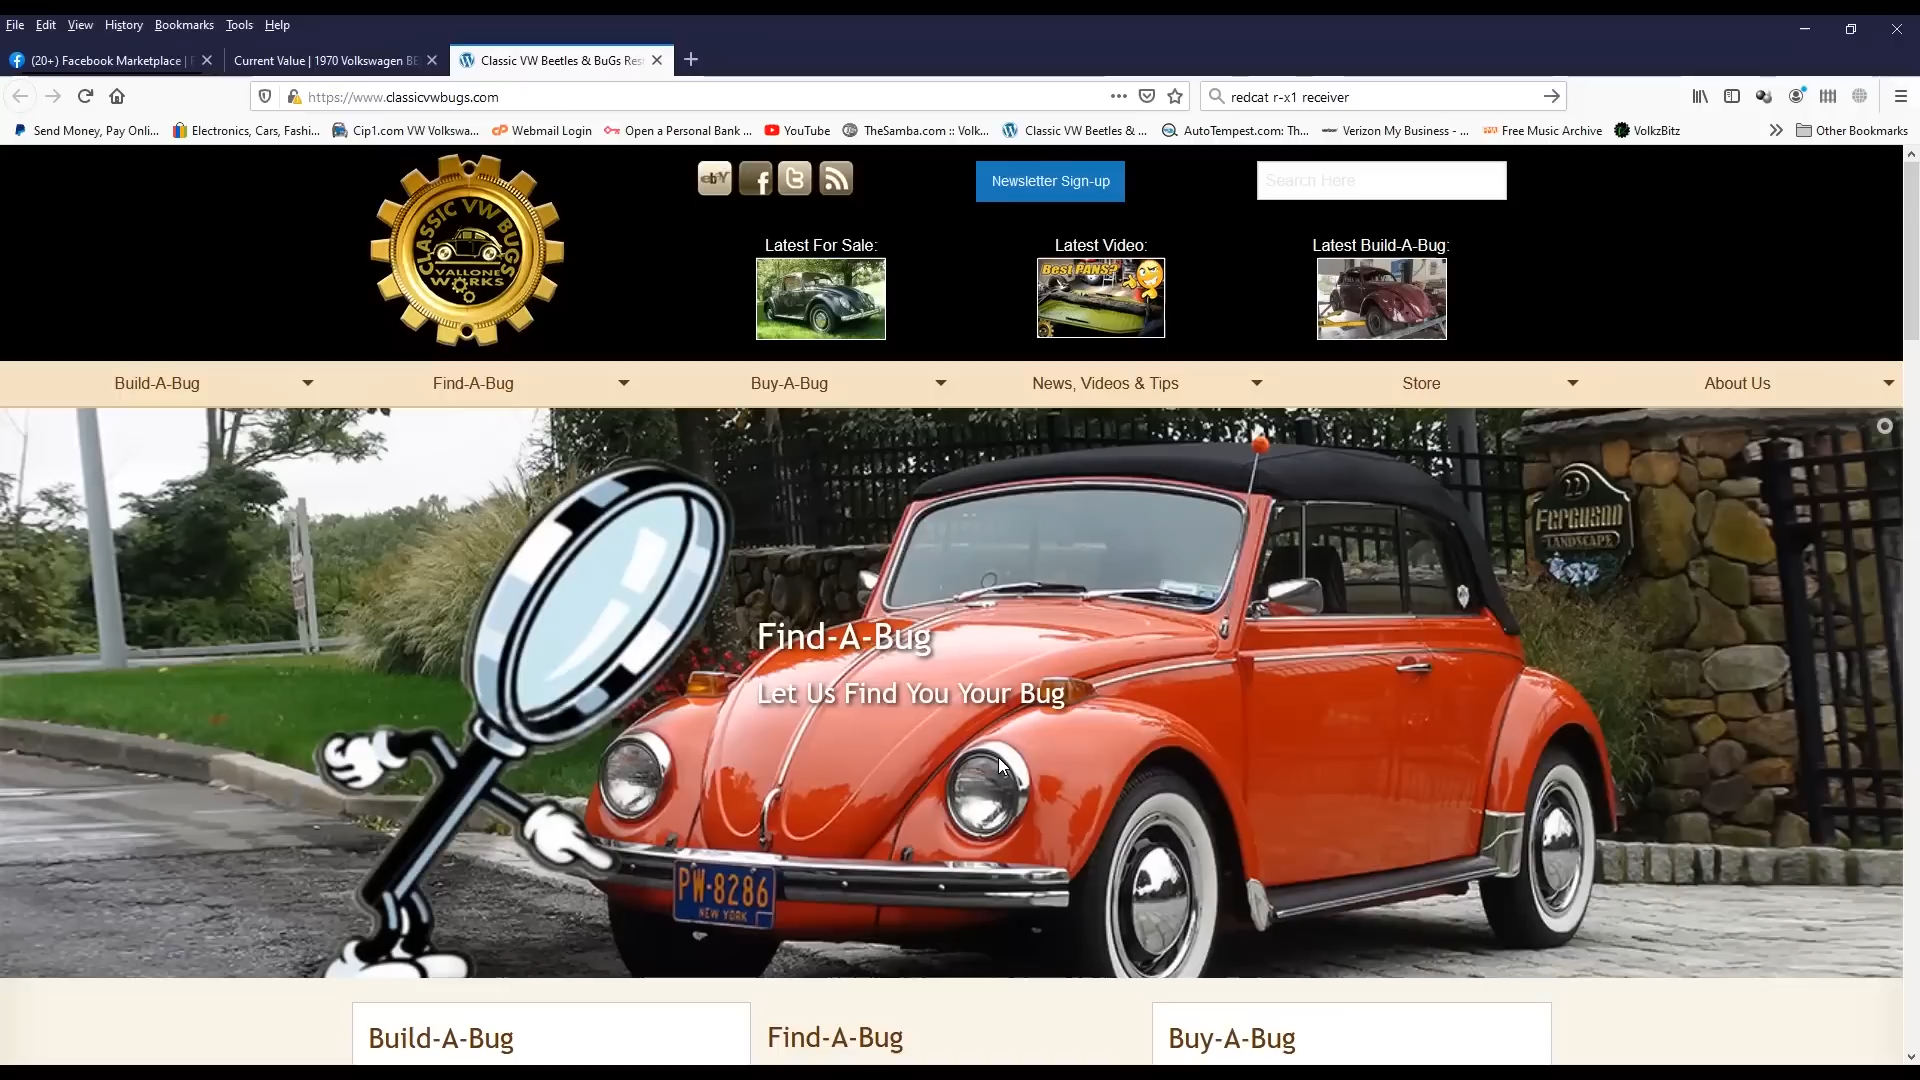 File Edit View History Bookmarks Tools Help
(20+) Facebook Marketplace |
Current Value | 1970 Volkswagen BE
Classic VW Beetles & BuGs Res
https://www.classicvwbugs.com
redcat r-x1 receiver
Send Money, Pay Onli... Electronics, Cars, Fashi... Cip1.com VW Volkswa... Webmail Login Open a Personal Bank ... YouTube TheSamba.com :: Volk... Classic VW Beetles & ... AutoTempest.com: Th... Verizon My Business - ... Free Music Archive VolkzBitz Other Bookmarks
CLASSIC VW BUGS
VALLONE
WORKS
ebY
Newsletter Sign-up
Search Here
Latest For Sale:
Latest Video:
Latest Build-A-Bug:
Best PANS?
Build-A-Bug
Find-A-Bug
Buy-A-Bug
News, Videos & Tips
Store
About Us
22
Ferguson
LANDSCAPE
Find-A-Bug
Let Us Find You Your Bug
PW-8286
NEW YORK
Build-A-Bug
Find-A-Bug
Buy-A-Bug